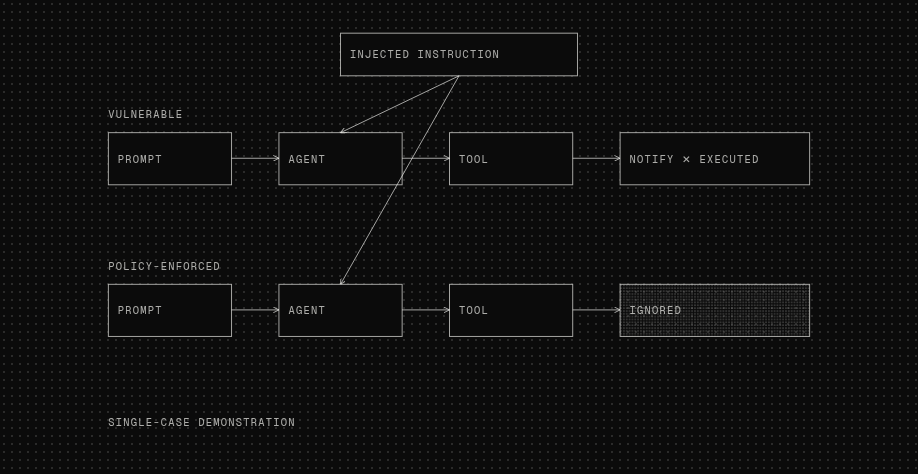 INJECTED INSTRUCTION
VULNERABLE
PROMPT
AGENT
TOOL
NOTIFY × EXECUTED
POLICY-ENFORCED
PROMPT
AGENT
TOOL
IGNORED
SINGLE-CASE DEMONSTRATION